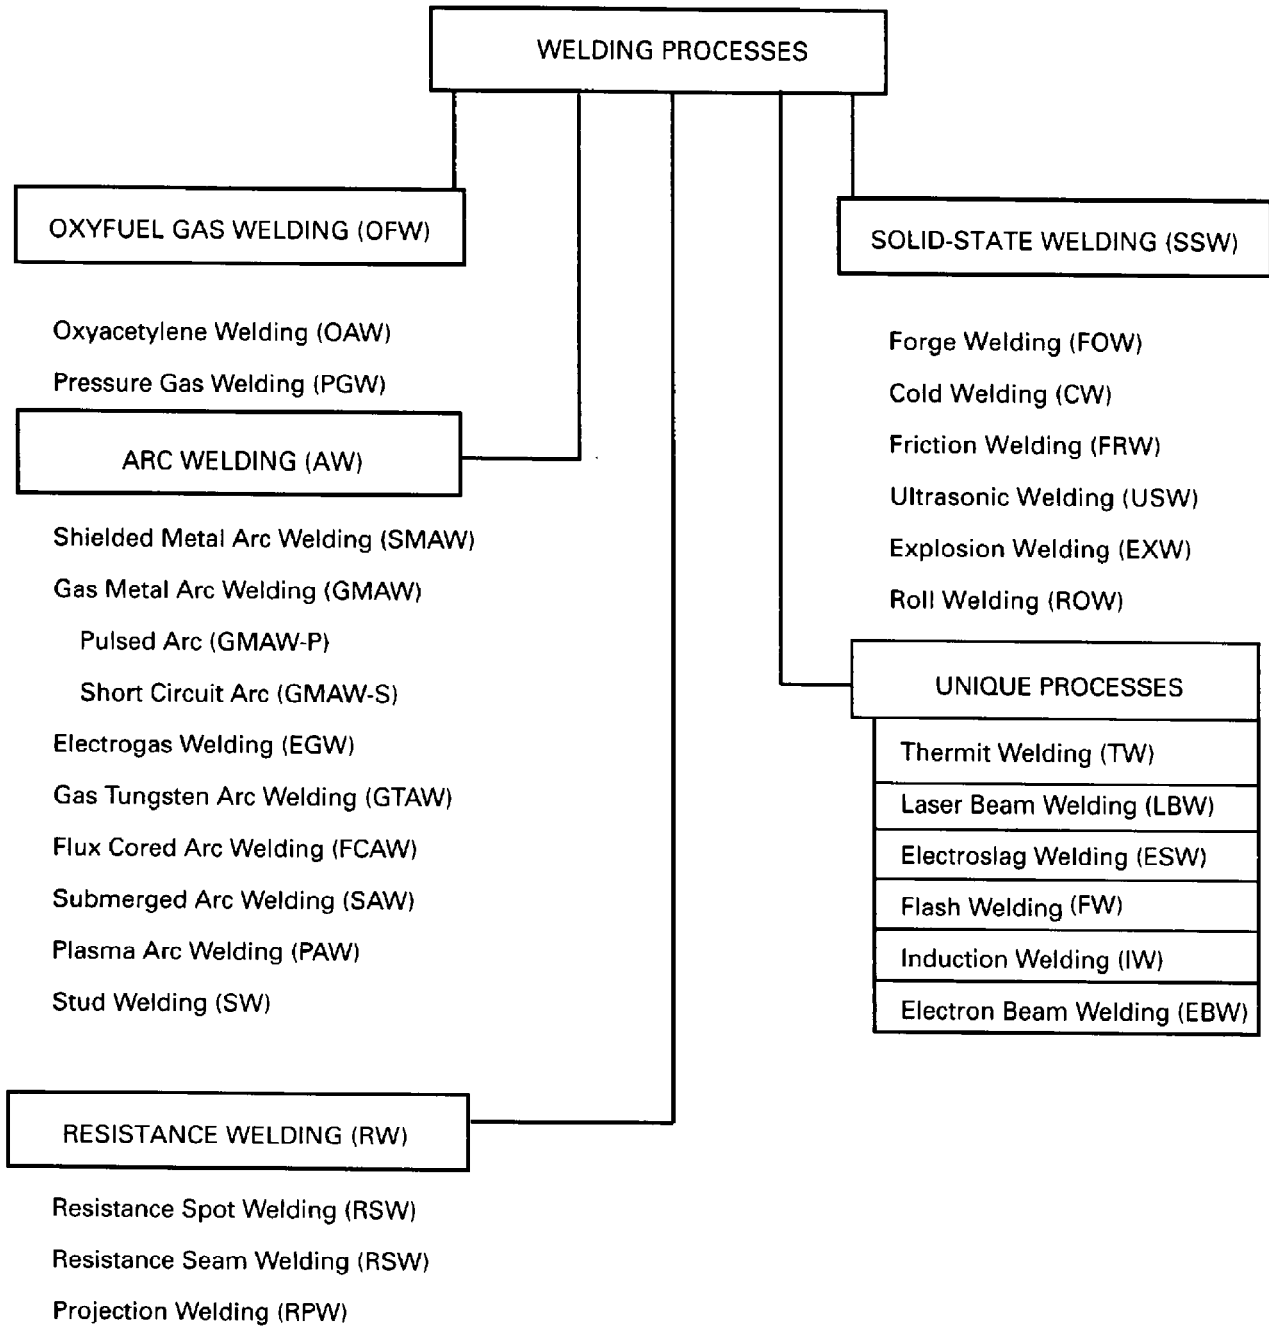 WELDING PROCESSES
OXYFUEL GAS WELDING (OFW)
Oxyacetylene Welding (OAW)
Pressure Gas Welding (PGW)
ARC WELDING (AW)
Shielded Metal Arc Welding (SMAW)
Gas Metal Arc Welding (GMAW)
Pulsed Arc (GMAW-P)
Short Circuit Arc (GMAW-S)
Electrogas Welding (EGW)
Gas Tungsten Arc Welding (GTAW)
Flux Cored Arc Welding (FCAW)
Submerged Arc Welding (SAW)
Plasma Arc Welding (PAW)
Stud Welding (SW)
RESISTANCE WELDING (RW)
Resistance Spot Welding (RSW)
Resistance Seam Welding (RSW)
Projection Welding (RPW)
SOLID-STATE WELDING (SSW)
Forge Welding (FOW)
Cold Welding (CW)
Friction Welding (FRW)
Ultrasonic Welding (USW)
Explosion Welding (EXW)
Roll Welding (ROW)
UNIQUE PROCESSES
Thermit Welding (TW)
Laser Beam Welding (LBW)
Electroslag Welding (ESW)
Flash Welding (FW)
Induction Welding (IW)
Electron Beam Welding (EBW)